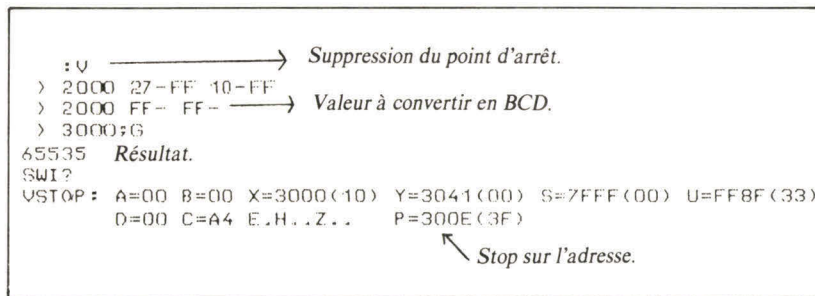 :V Suppression du point d'arrêt.
> 2000 27-FF 10-FF
> 2000 FF- FF- Valeur à convertir en BCD.
> 3000;G
65535 Résultat.
SWI?
VSTOP: A=00 B=00 X=3000(10) Y=3041(00) S=7FFF(00) U=FF8F(33)
D=00 C=A4 E.H..Z.. P=300E(3F)
Stop sur l'adresse.